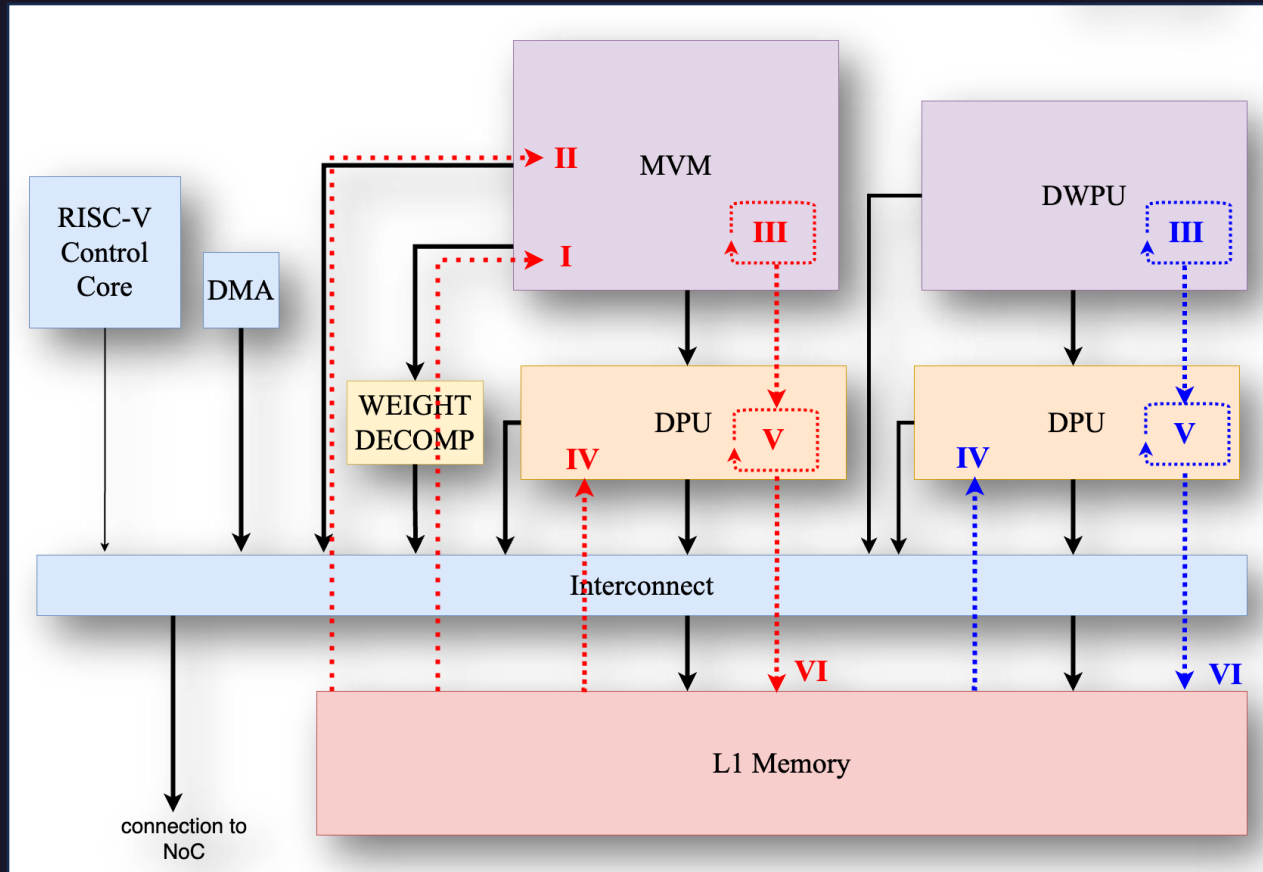 MVM
II
I
III
DWPU
III
RISC-V
Control
Core
DMA
WEIGHT
DECOMP
DPU
IV
V
DPU
IV
V
Interconnect
VI
VI
L1 Memory
connection to
NoC